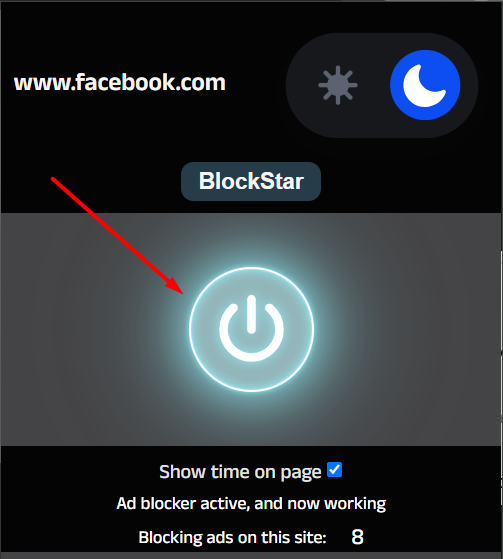 www.facebook.com
BlockStar
Show time on page
Ad blocker active, and now working
Blocking ads on this site: 8